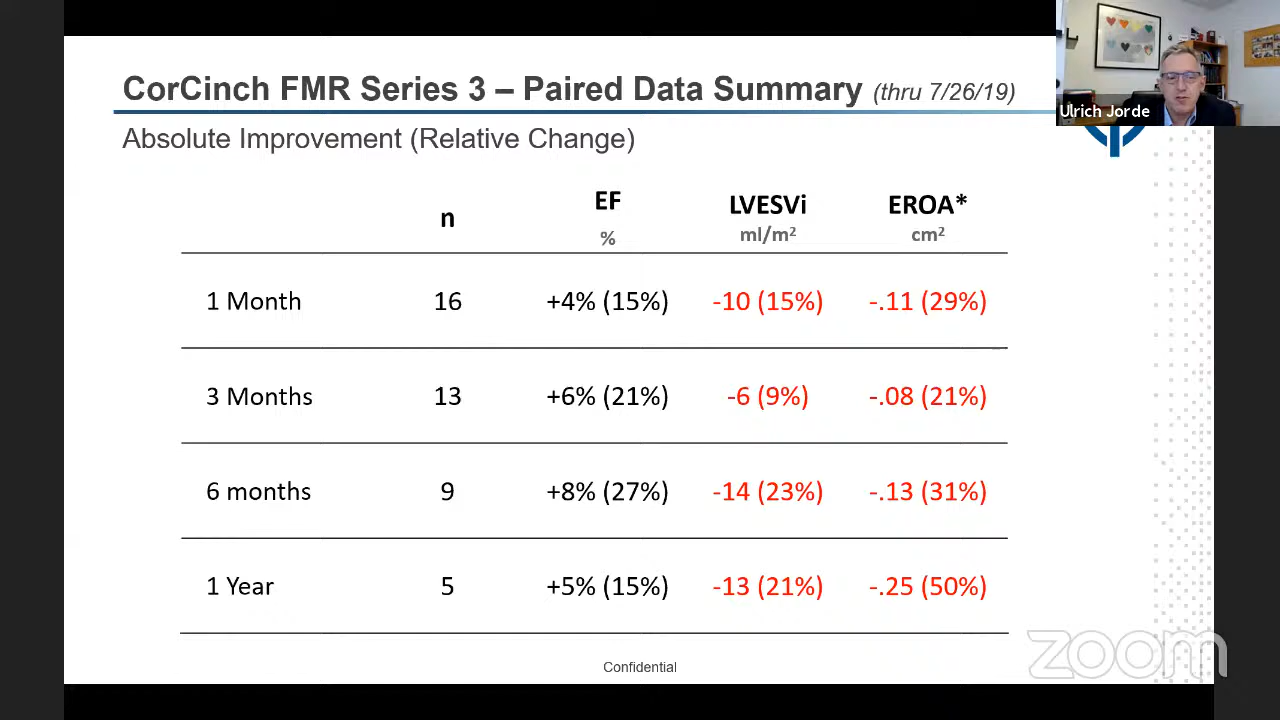 CorCinch FMR Series 3 – Paired Data Summary (thru 7/26/19)
Ulrich Jorde
Absolute Improvement (Relative Change)
n EF % LVESVi ml/m² EROA* cm²
1 Month 16 +4% (15%) -10 (15%) -.11 (29%)
3 Months 13 +6% (21%) -6 (9%) -.08 (21%)
6 months 9 +8% (27%) -14 (23%) -.13 (31%)
1 Year 5 +5% (15%) -13 (21%) -.25 (50%)
Confidential
zoom